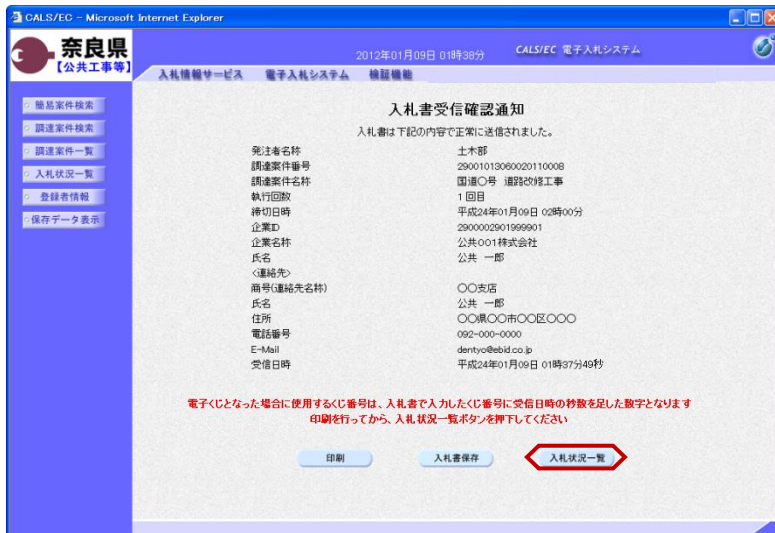 CALS/EC - Microsoft Internet Explorer
奈良県
【公共工事等】
2012年01月09日 01時38分
CALS/EC 電子入札システム
入札情報サービス 電子入札システム 検証機能
簡易案件検索
調達案件検索
調達案件一覧
入札状況一覧
登録者情報
保存データ表示
入札書受信確認通知
入札書は下記の内容で正常に送信されました。
発注者名称 土木部
調達案件番号 29001013060020110008
調達案件名称 国道〇号 道路改修工事
執行回数 1回目
締切日時 平成24年01月09日 02時00分
企業ID 2900002901999901
企業名称 公共001株式会社
氏名 公共 一郎
<連絡先>
商号(連絡先名称) 〇〇支店
氏名 公共 一郎
住所 〇〇県〇〇市〇〇区〇〇〇
電話番号 092-000-0000
E-Mail dentyo@ebid.co.jp
受信日時 平成24年01月09日 01時37分49秒
電子くじとなった場合に使用するくじ番号は、入札書で入力したくじ番号に受信日時の秒数を足した数字となります
印刷を行ってから、入札状況一覧ボタンを押下してください
印刷 入札書保存 入札状況一覧